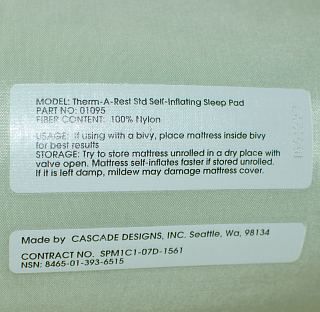 MODEL: Therm-A-Rest Std Self-Inflating Sleep Pad
PART NO: 01095
FIBER CONTENT: 100% Nylon
USAGE: If using with a bivy, place mattress inside bivy
for best results
STORAGE: Try to store mattress unrolled in a dry place with
valve open. Mattress self-inflates faster if stored unrolled.
If it is left damp, mildew may damage mattress cover.
Made by CASCADE DESIGNS, INC. Seattle, Wa, 98134
CONTRACT NO: SPM1C1-07D-1561
NSN: 8465-01-393-6515